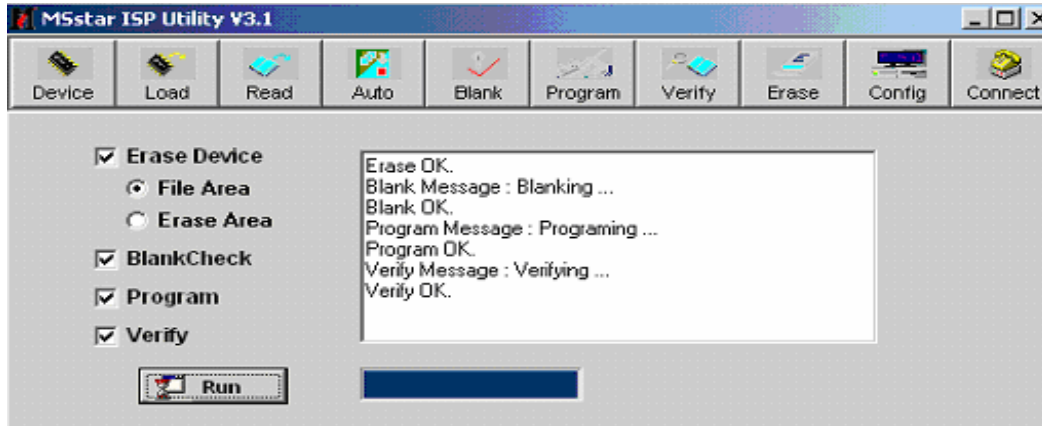 MSstar ISP Utility V3.1
Device Load Read Auto Blank Program Verify Erase Config Connect
Erase Device
File Area
Erase Area
BlankCheck
Program
Verify
Run
Erase OK.
Blank Message : Blanking ...
Blank OK.
Program Message : Programing ...
Program OK.
Verify Message : Verifying ...
Verify OK.